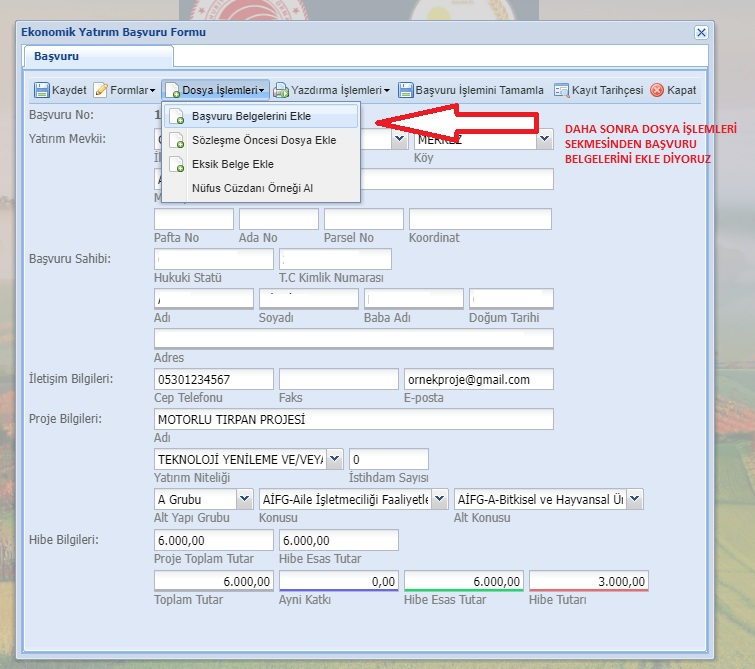 Ekonomik Yatırım Başvuru Formu
Başvuru
Kaydet Formlar Dosya İşlemleri Yazdırma İşlemleri Başvuru İşlemini Tamamla Kayıt Tarihçesi Kapat
Başvuru No: 1
Başvuru Belgelerini Ekle
Sözleşme Öncesi Dosya Ekle
Eksik Belge Ekle
Nüfus Cüzdanı Örneği Al
DAHA SONRA DOSYA İŞLEMLERİ
SEKMESİNDEN BAŞVURU
BELGELERİNİ EKLE DİYORUZ
Yatırım Mevkii: MERKEZ
Köy
Pafta No Ada No Parsel No Koordinat
Başvuru Sahibi:
Hukuki Statü T.C Kimlik Numarası
Adı Soyadı Baba Adı Doğum Tarihi
Adres
İletişim Bilgileri: 05301234567 ornekproje@gmail.com
Cep Telefonu Faks E-posta
Proje Bilgileri: MOTORLU TIRPAN PROJESİ
Adı
TEKNOLOJİ YENİLEME VE/VEYA 0
Yatırım Niteliği İstihdam Sayısı
A Grubu AİFG-Aile İşletmeciliği Faaliyetle AİFG-A-Bitkisel ve Hayvansal Ür
Alt Yapı Grubu Konusu Alt Konusu
Hibe Bilgileri: 6.000,00 6.000,00
Proje Toplam Tutar Hibe Esas Tutar
6.000,00 0,00 6.000,00 3.000,00
Toplam Tutar Ayni Katkı Hibe Esas Tutar Hibe Tutarı